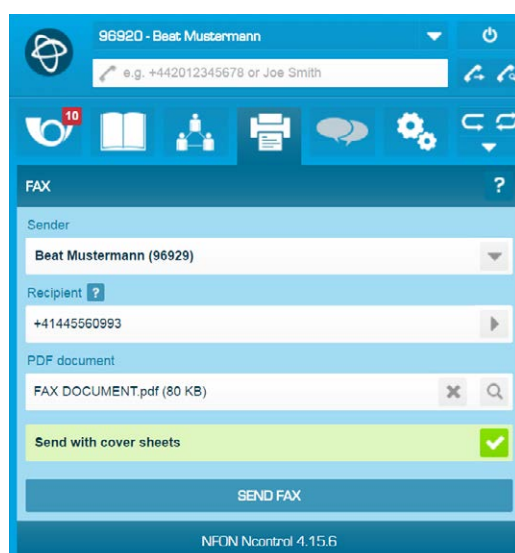 96920 - Beat Mustermann
e.g. +442012345678 or Joe Smith
10
FAX
?
Sender
Beat Mustermann (96929)
Recipient ?
+41445560993
PDF document
FAX DOCUMENT.pdf (80 KB)
Send with cover sheets
SEND FAX
NFON Ncontrol 4.15.6